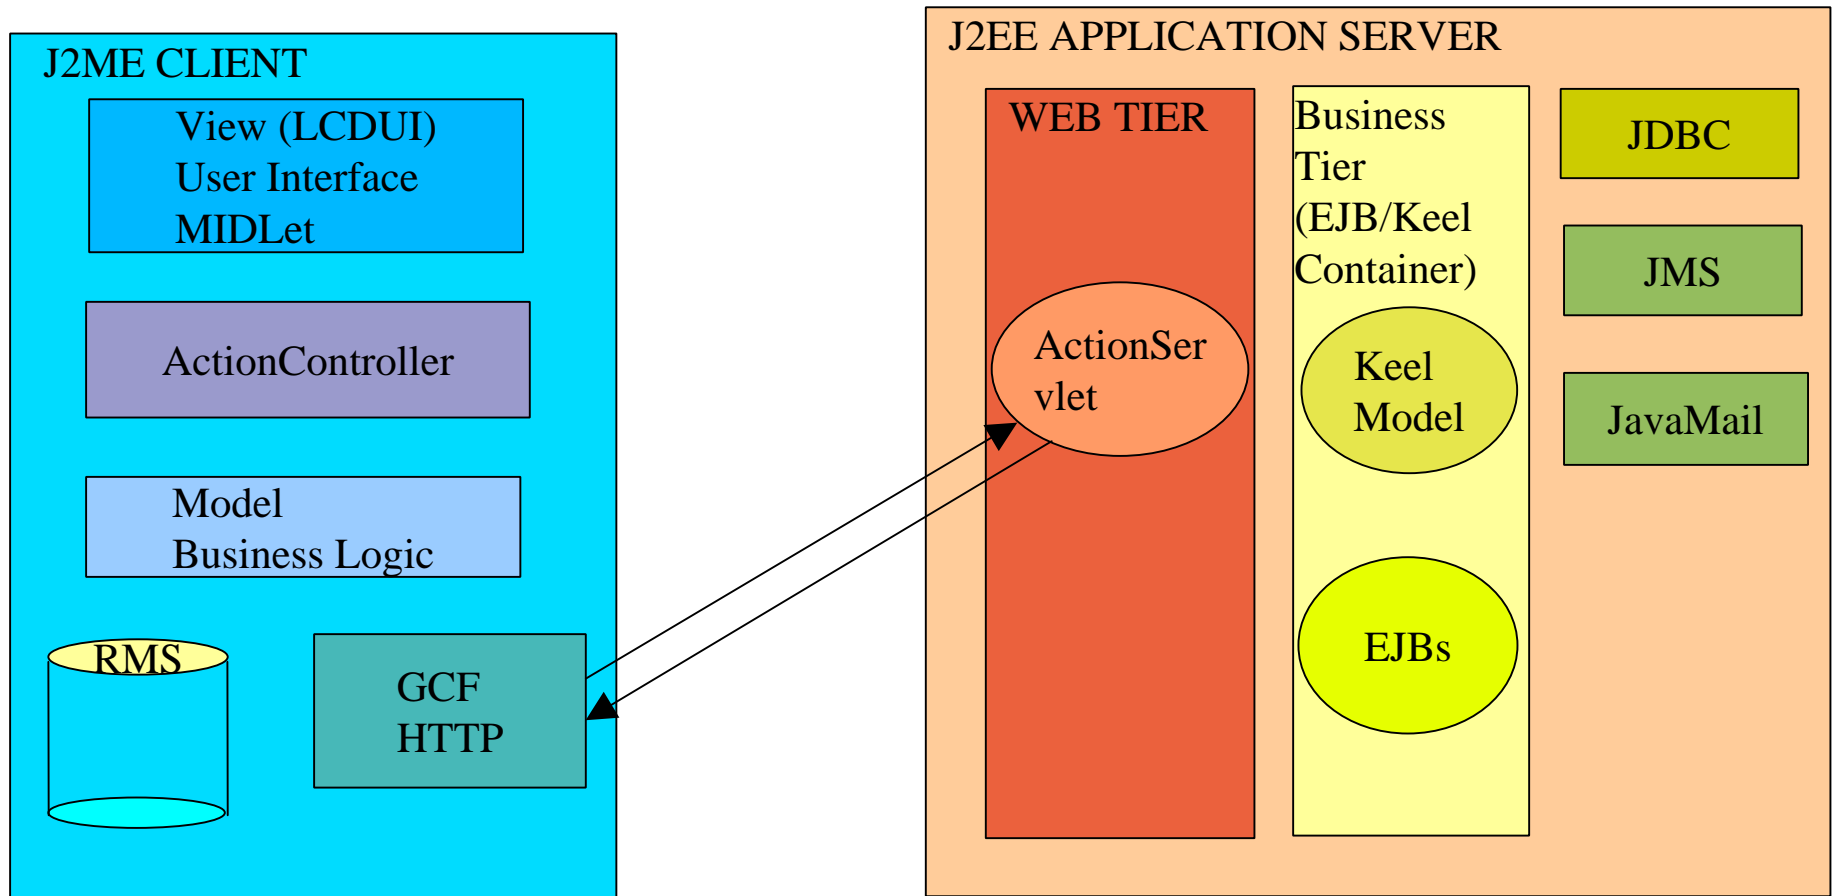 J2ME CLIENT
View (LCDUI)
User Interface
MIDLet
ActionController
Model
Business Logic
RMS
GCF
HTTP
J2EE APPLICATION SERVER
WEB TIER
ActionSer
vlet
Business
Tier
(EJB/Keel
Container)
Keel
Model
EJBs
JDBC
JMS
JavaMail